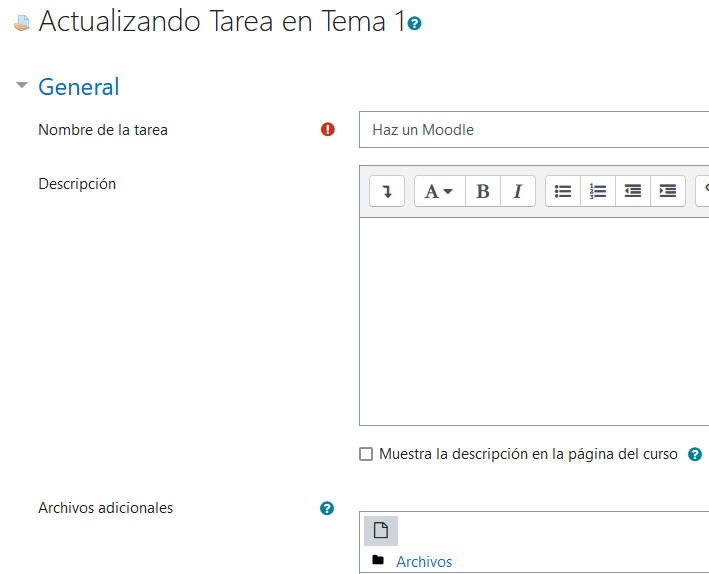 Actualizando Tarea en Tema 1
General
Nombre de la tarea
Haz un Moodle
Descripción
A B I
Muestra la descripción en la página del curso
Archivos adicionales
Archivos